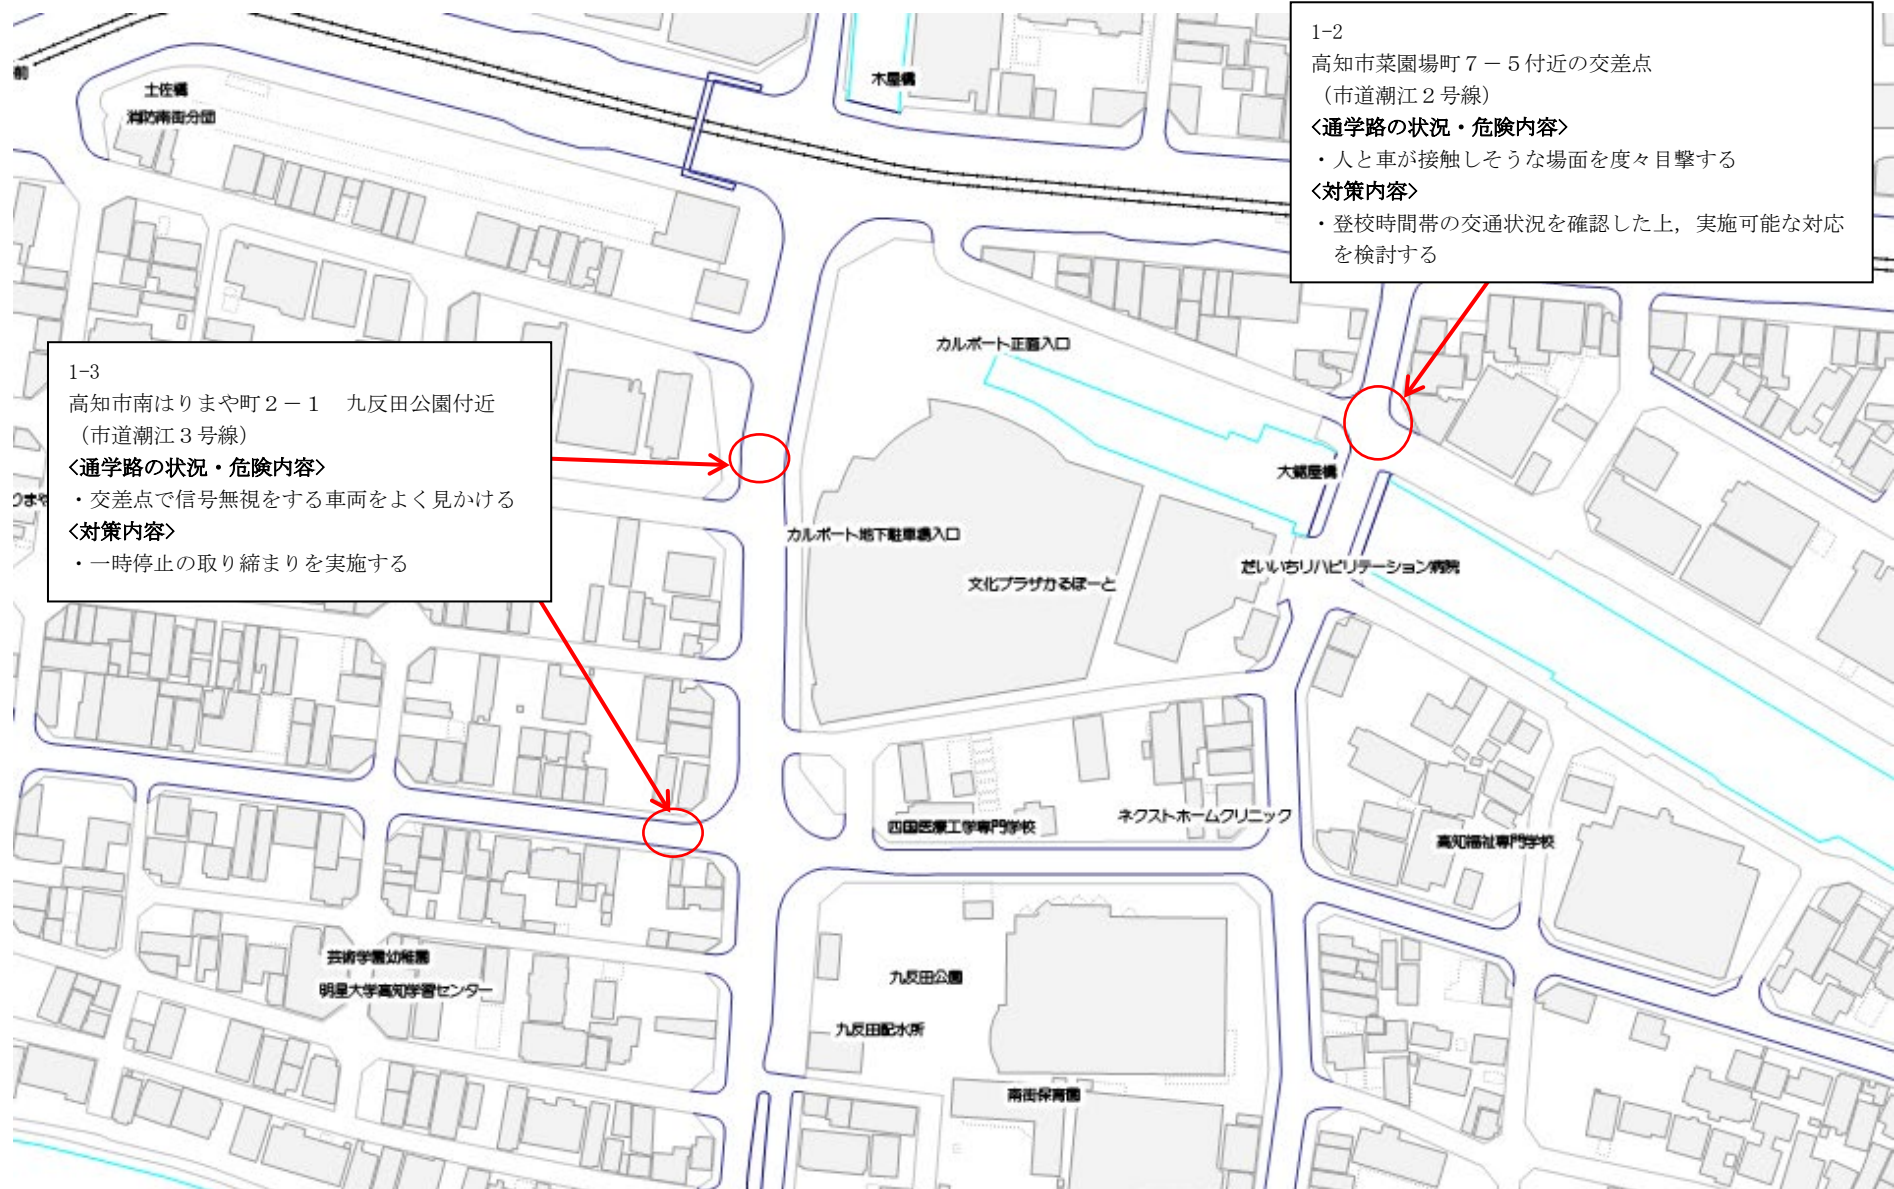 1-2
高知市菜園場町７－５付近の交差点
（市道潮江２号線）
<通学路の状況・危険内容>
・人と車が接触しそうな場面を度々目撃する
<対策内容>
・登校時間帯の交通状況を確認した上，実施可能な対応
を検討する
前
土佐橋
消防南街分団
木屋橋
カルポート正面入口
1-3
高知市南はりまや町２－１　九反田公園付近
（市道潮江３号線）
<通学路の状況・危険内容>
・交差点で信号無視をする車両をよく見かける
<対策内容>
・一時停止の取り締まりを実施する
りまや
大鋸屋橋
カルポート地下駐車場入口
文化プラザかるぽーと
だいいちリハビリテーション病院
四国医療工学専門学校
ネクストホームクリニック
高知福祉専門学校
芸術学園幼稚園
明星大学高知学習センター
九反田公園
九反田配水所
南街保育園